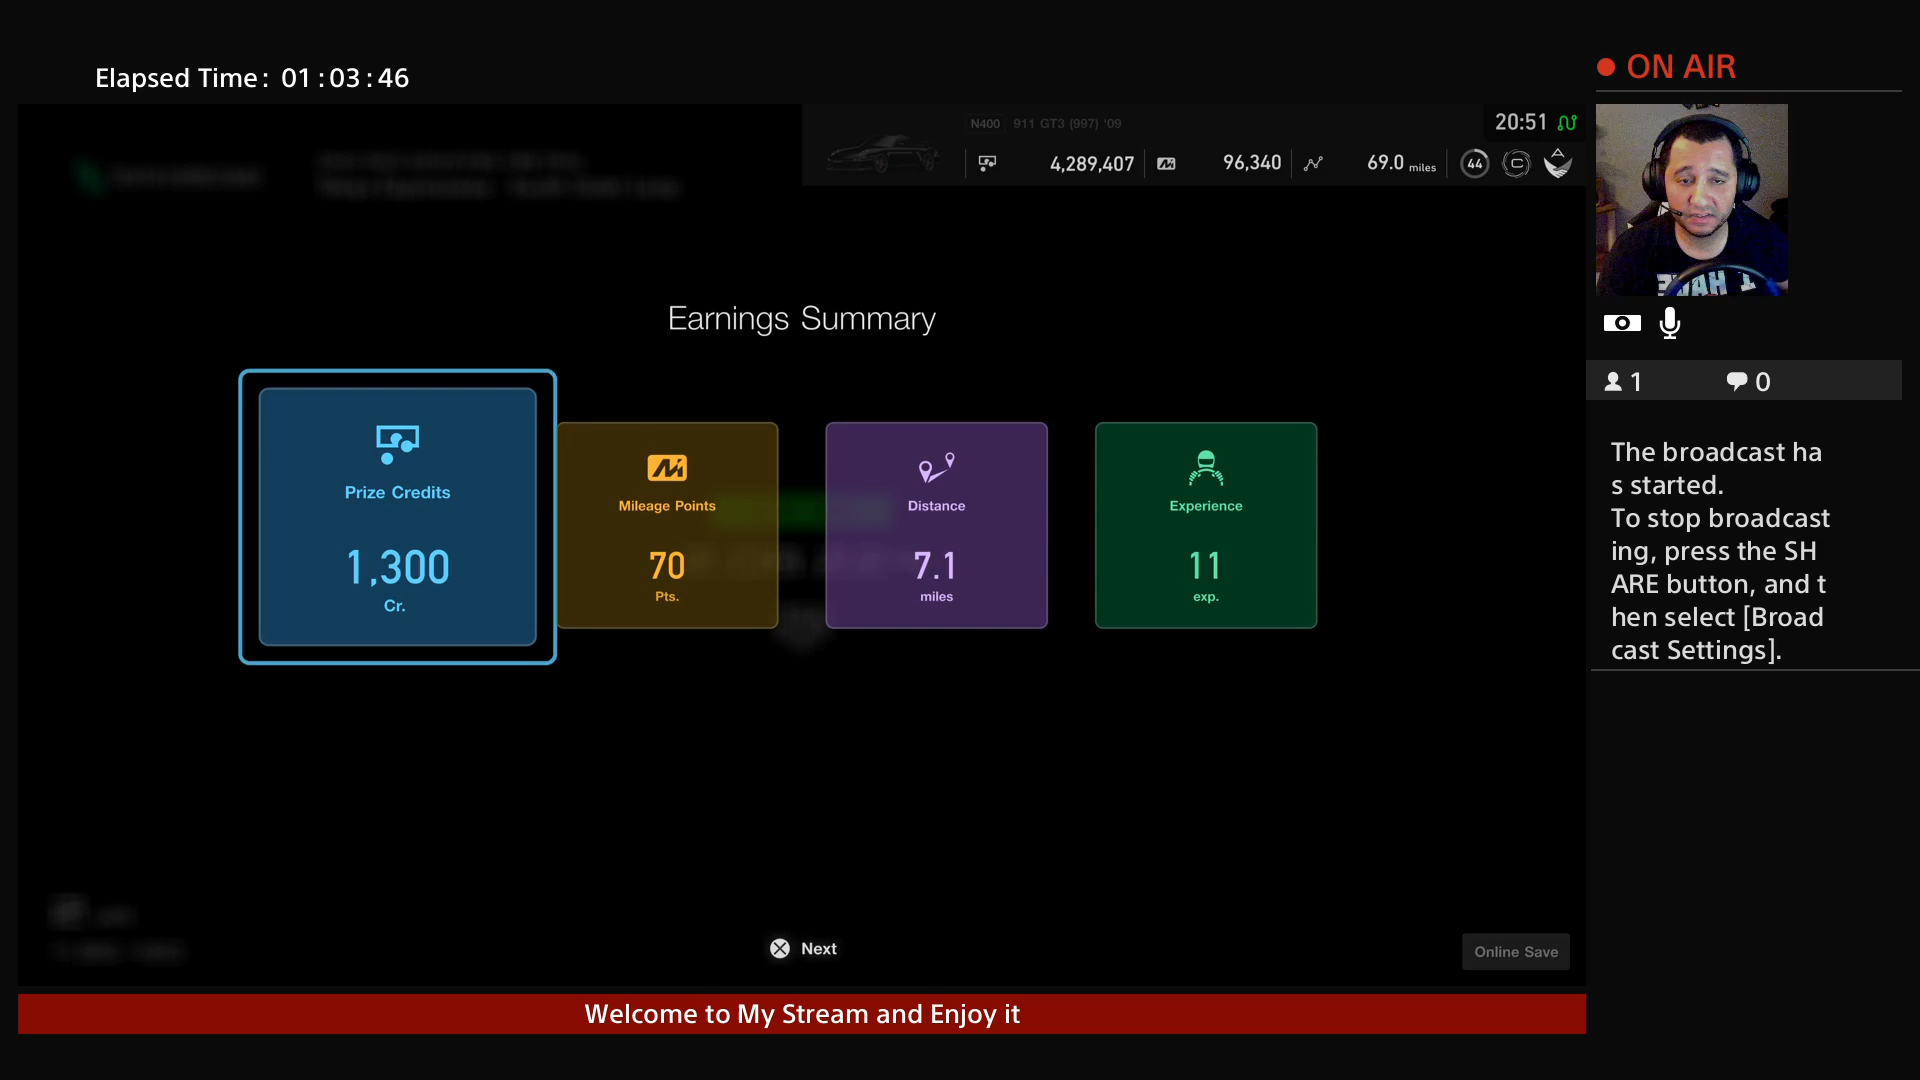 Elapsed Time: 01:03:46
ON AIR
N400 911 GT3 (997) '09
20:51
4,289,407
96,340
69.0 miles
44
C
1
0
The broadcast ha
s started.
To stop broadcast
ing, press the SH
ARE button, and t
hen select [Broad
cast Settings].
Earnings Summary
Prize Credits
1,300
Cr.
Mileage Points
70
Pts.
Distance
7.1
miles
Experience
11
exp.
Next
Online Save
Welcome to My Stream and Enjoy it